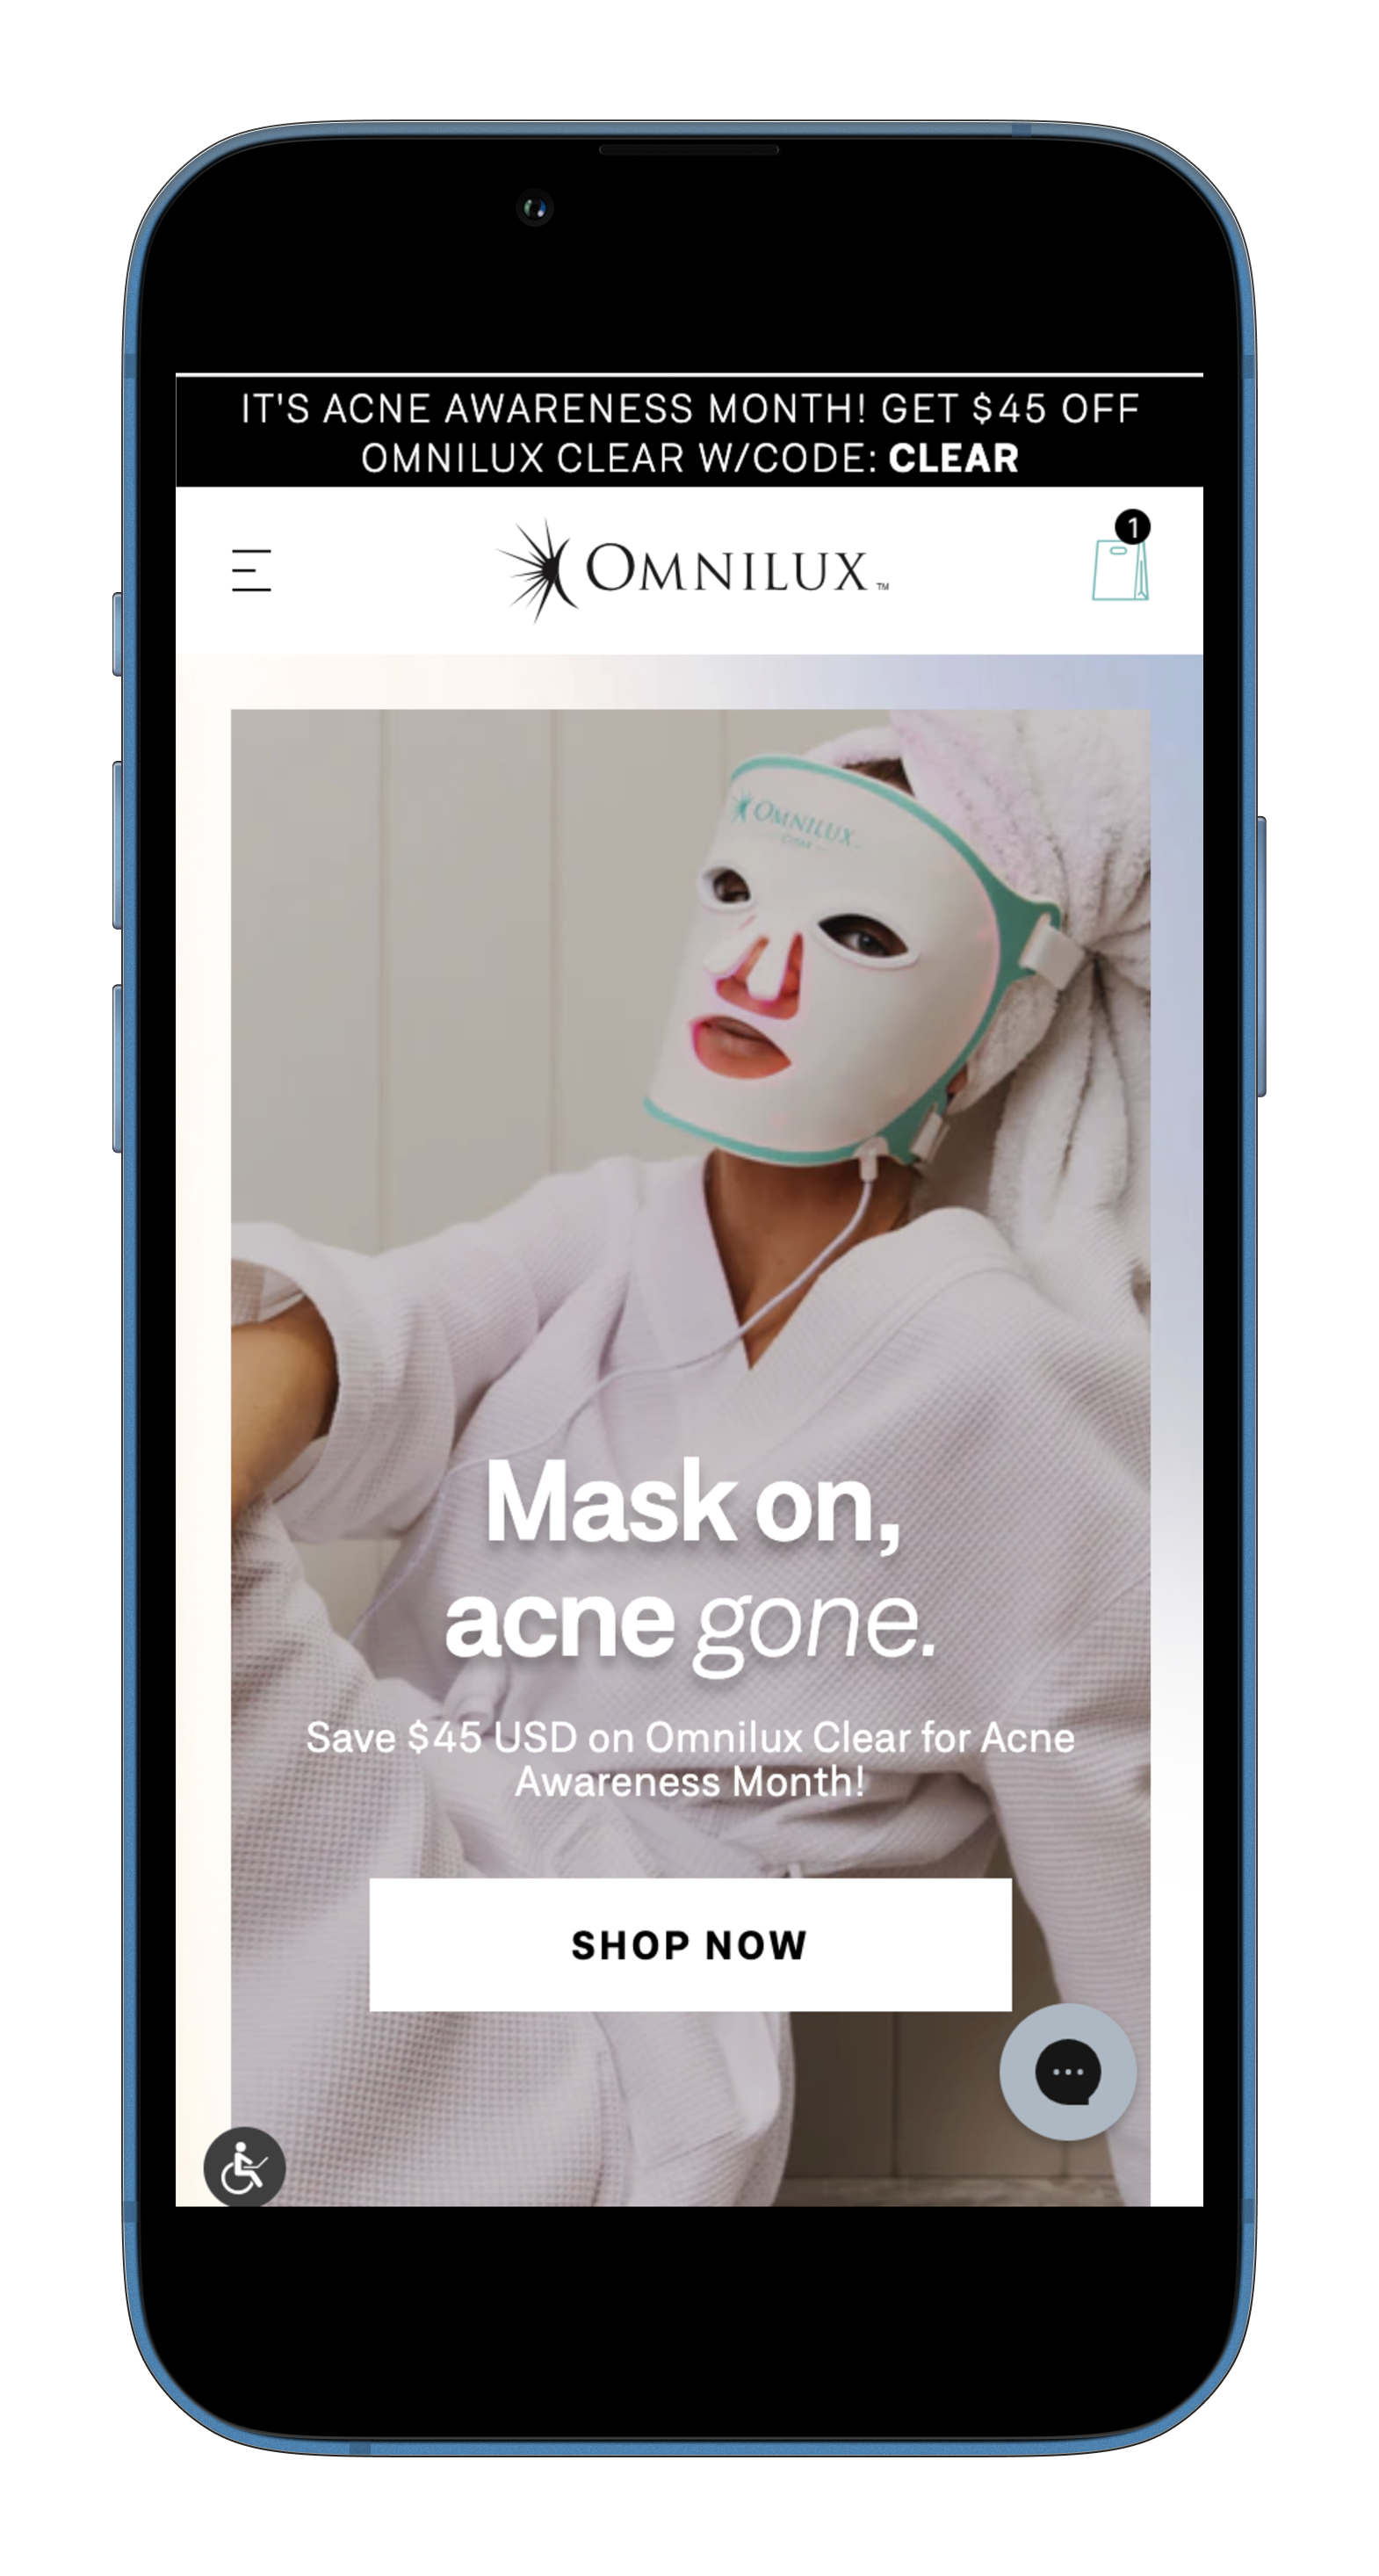 IT'S ACNE AWARENESS MONTH! GET $45 OFF
OMNILUX CLEAR W/CODE: CLEAR
1
OMNILUX™
OMNILUX
CLEAR
Mask on,
acne gone.
Save $45 USD on Omnilux Clear for Acne
Awareness Month!
SHOP NOW